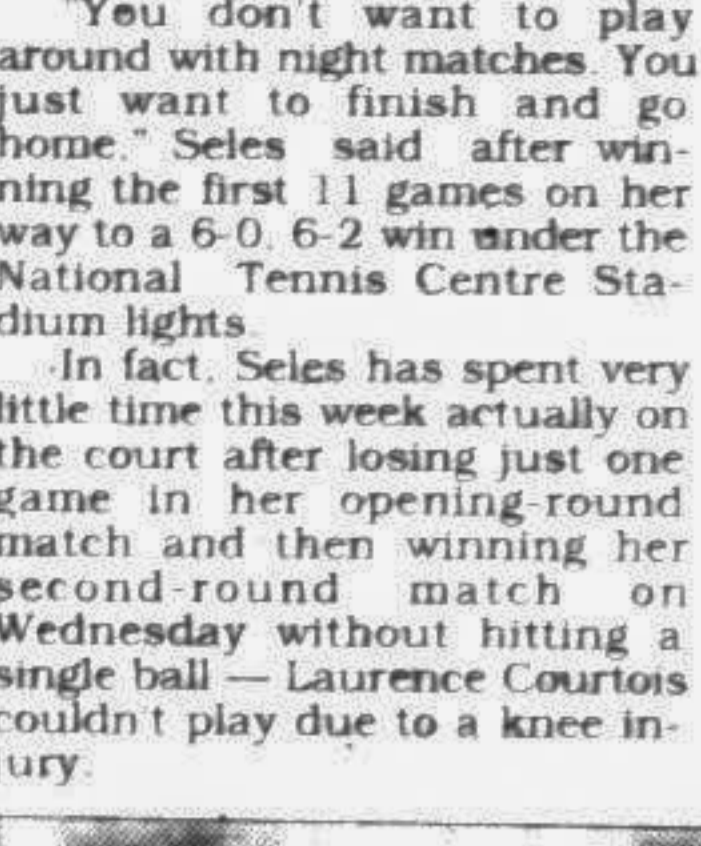 "You don't want to play
around with night matches. You
just want to finish and go
home." Seles said after win-
ning the first 11 games on her
way to a 6-0, 6-2 win under the
National Tennis Centre Sta-
dium lights.
In fact, Seles has spent very
little time this week actually on
the court after losing just one
game in her opening-round
match and then winning her
second-round match on
Wednesday without hitting a
single ball — Laurence Courtois
couldn't play due to a knee in-
jury.